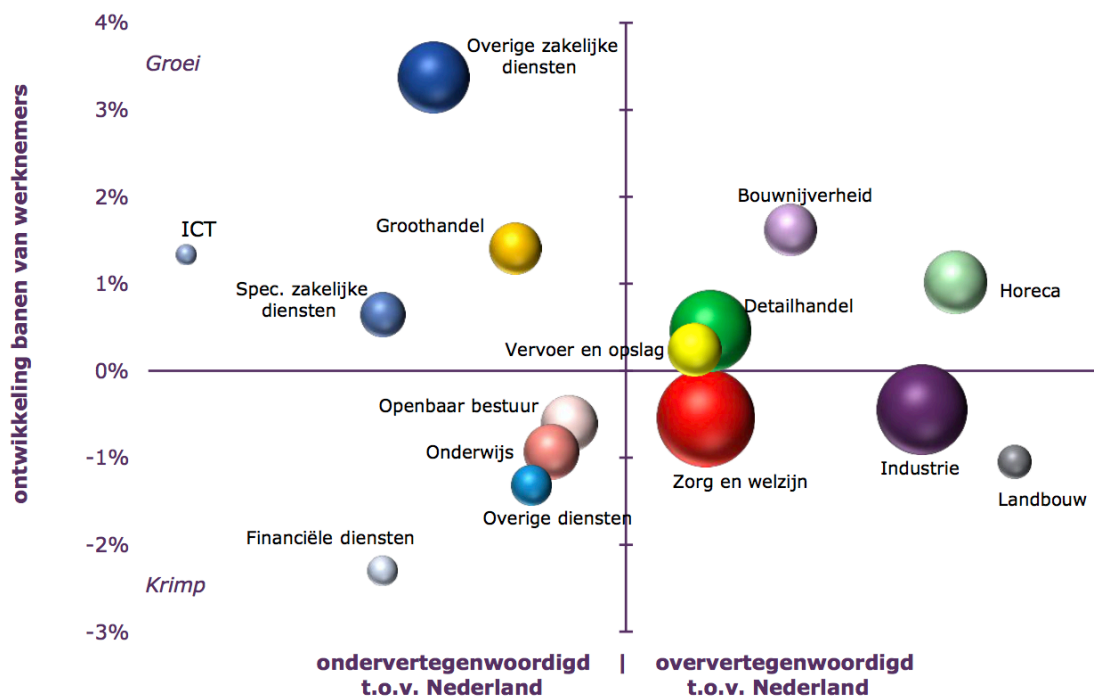 ontwikkeling banen van werknemers
4%
3%
2%
1%
0%
-1%
-2%
-3%
Groei
Krimp
Overige zakelijke
diensten
ICT
Groothandel
Bouwnijverheid
Spec. zakelijke
diensten
Detailhandel
Horeca
Vervoer en opslag
Openbaar bestuur
Onderwijs
Zorg en welzijn
Industrie
Landbouw
Overige diensten
Financiële diensten
ondervertegenwoordigd | oververtegenwoordigd
t.o.v. Nederland t.o.v. Nederland